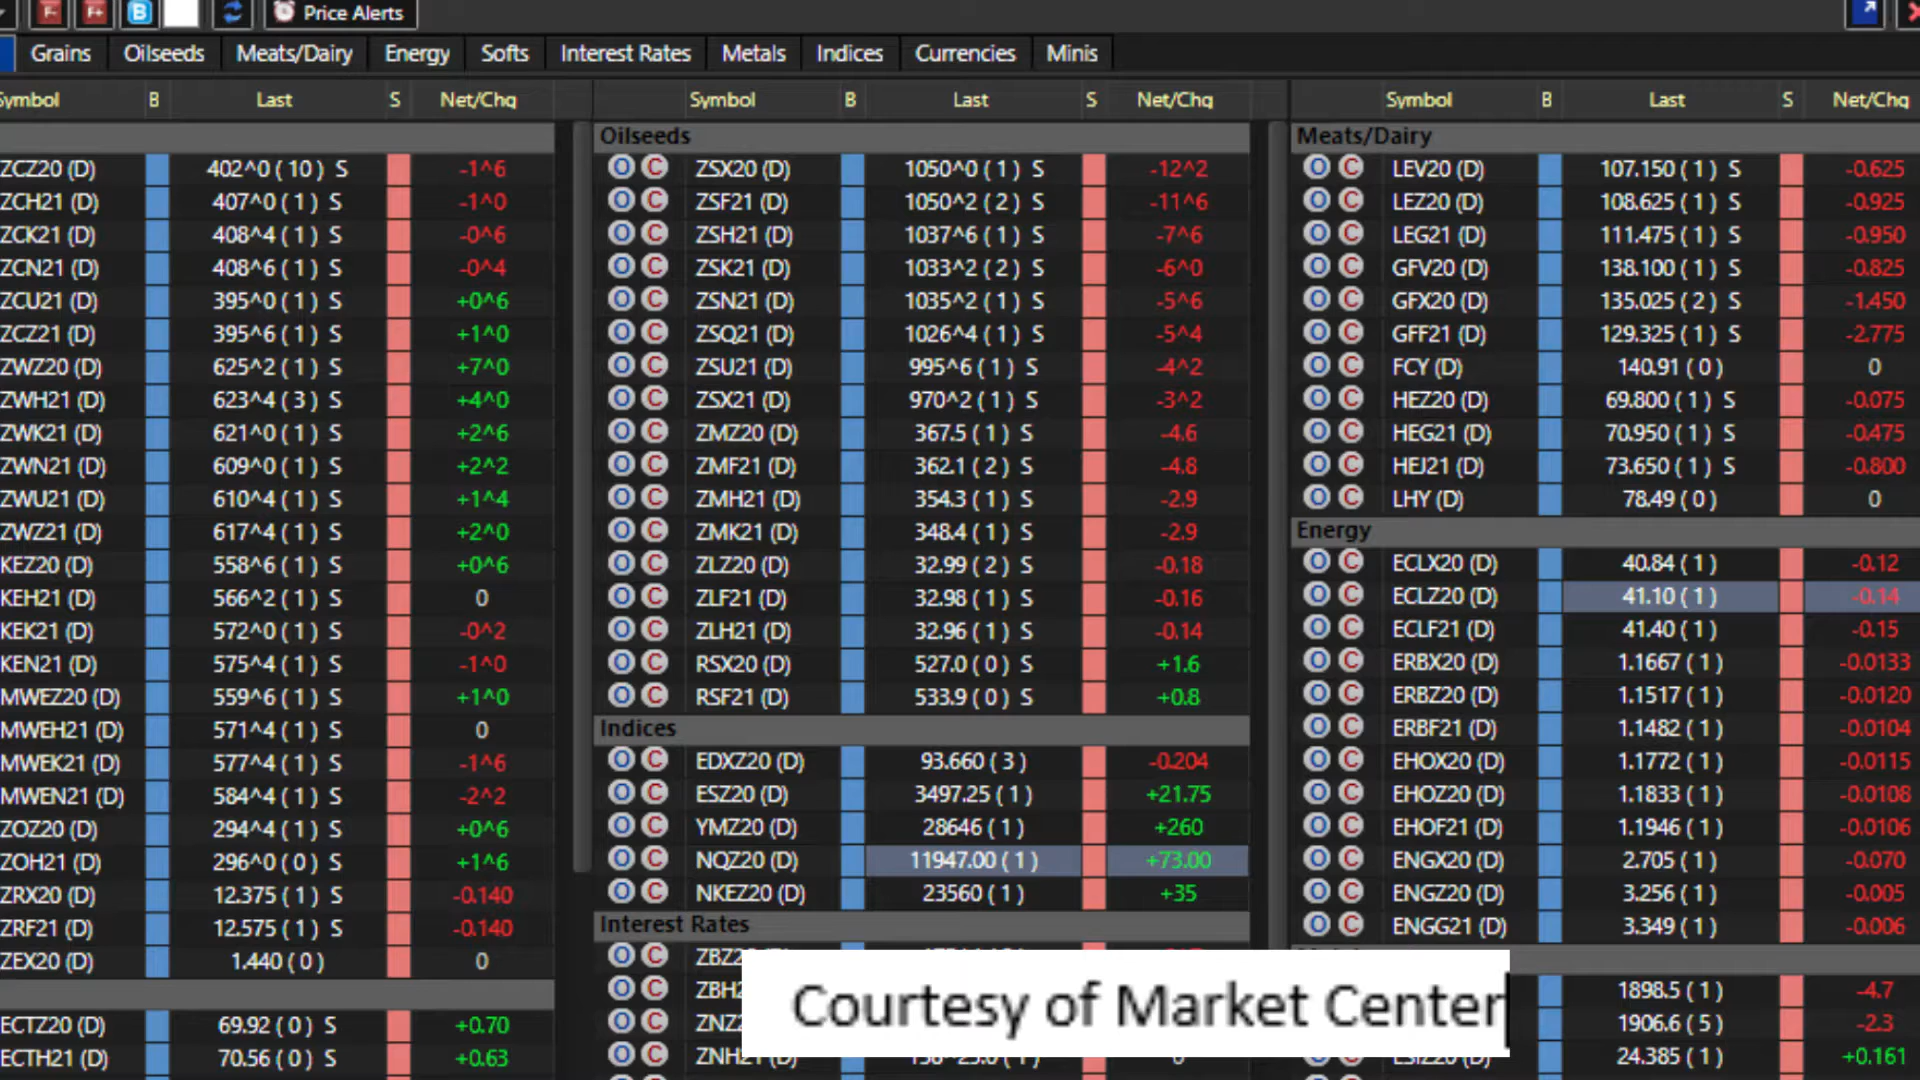 Price Alerts
Grains Oilseeds Meats/Dairy Energy Softs Interest Rates Metals Indices Currencies Minis
Symbol B Last S Net/Chg Symbol B Last S Net/Chg Symbol B Last S Net/Chg
ZCZ20 (D) 402^0 ( 10 ) S -1^6
ZCH21 (D) 407^0 ( 1 ) S -1^0
ZCK21 (D) 408^4 ( 1 ) S -0^6
ZCN21 (D) 408^6 ( 1 ) S -0^4
ZCU21 (D) 395^0 ( 1 ) S +0^6
ZCZ21 (D) 395^6 ( 1 ) S +1^0
ZWZ20 (D) 625^2 ( 1 ) S +7^0
ZWH21 (D) 623^4 ( 3 ) S +4^0
ZWK21 (D) 621^0 ( 1 ) S +2^6
ZWN21 (D) 609^0 ( 1 ) S +2^2
ZWU21 (D) 610^4 ( 1 ) S +1^4
ZWZ21 (D) 617^4 ( 1 ) S +2^0
KEZ20 (D) 558^6 ( 1 ) S +0^6
KEH21 (D) 566^2 ( 1 ) S 0
KEK21 (D) 572^0 ( 1 ) S -0^2
KEN21 (D) 575^4 ( 1 ) S -1^0
MWEZ20 (D) 559^6 ( 1 ) S +1^0
MWEH21 (D) 571^4 ( 1 ) S 0
MWEK21 (D) 577^4 ( 1 ) S -1^6
MWEN21 (D) 584^4 ( 1 ) S -2^2
ZOZ20 (D) 294^4 ( 1 ) S +0^6
ZOH21 (D) 296^0 ( 0 ) S +1^6
ZRX20 (D) 12.375 ( 1 ) S -0.140
ZRF21 (D) 12.575 ( 1 ) S -0.140
ZEX20 (D) 1.440 ( 0 ) 0
ECTZ20 (D) 69.92 ( 0 ) S +0.70
ECTH21 (D) 70.56 ( 0 ) S +0.63
Oilseeds
O C ZSX20 (D) 1050^0 ( 1 ) S -12^2
O C ZSF21 (D) 1050^2 ( 2 ) S -11^6
O C ZSH21 (D) 1037^6 ( 1 ) S -7^6
O C ZSK21 (D) 1033^2 ( 2 ) S -6^0
O C ZSN21 (D) 1035^2 ( 1 ) S -5^6
O C ZSQ21 (D) 1026^4 ( 1 ) S -5^4
O C ZSU21 (D) 995^6 ( 1 ) S -4^2
O C ZSX21 (D) 970^2 ( 1 ) S -3^2
O C ZMZ20 (D) 367.5 ( 1 ) S -4.6
O C ZMF21 (D) 362.1 ( 2 ) S -4.8
O C ZMH21 (D) 354.3 ( 1 ) S -2.9
O C ZMK21 (D) 348.4 ( 1 ) S -2.9
O C ZLZ20 (D) 32.99 ( 2 ) S -0.18
O C ZLF21 (D) 32.98 ( 1 ) S -0.16
O C ZLH21 (D) 32.96 ( 1 ) S -0.14
O C RSX20 (D) 527.0 ( 0 ) S +1.6
O C RSF21 (D) 533.9 ( 0 ) S +0.8
Indices
O C EDXZ20 (D) 93.660 ( 3 ) -0.204
O C ESZ20 (D) 3497.25 ( 1 ) +21.75
O C YMZ20 (D) 28646 ( 1 ) +260
O C NQZ20 (D) 11947.00 ( 1 ) +73.00
O C NKEZ20 (D) 23560 ( 1 ) +35
Interest Rates
O C
O C
O C
O C ZNH21 0
Meats/Dairy
O C LEV20 (D) 107.150 ( 1 ) S -0.625
O C LEZ20 (D) 108.625 ( 1 ) S -0.925
O C LEG21 (D) 111.475 ( 1 ) S -0.950
O C GFV20 (D) 138.100 ( 1 ) S -0.825
O C GFX20 (D) 135.025 ( 2 ) S -1.450
O C GFF21 (D) 129.325 ( 1 ) S -2.775
O C FCY (D) 140.91 ( 0 ) 0
O C HEZ20 (D) 69.800 ( 1 ) S -0.075
O C HEG21 (D) 70.950 ( 1 ) S -0.475
O C HEJ21 (D) 73.650 ( 1 ) S -0.800
O C LHY (D) 78.49 ( 0 ) 0
Energy
O C ECLX20 (D) 40.84 ( 1 ) -0.12
O C ECLZ20 (D) 41.10 ( 1 ) -0.14
O C ECLF21 (D) 41.40 ( 1 ) -0.15
O C ERBX20 (D) 1.1667 ( 1 ) -0.0133
O C ERBZ20 (D) 1.1517 ( 1 ) -0.0120
O C ERBF21 (D) 1.1482 ( 1 ) -0.0104
O C EHOX20 (D) 1.1772 ( 1 ) -0.0115
O C EHOZ20 (D) 1.1833 ( 1 ) -0.0108
O C EHOF21 (D) 1.1946 ( 1 ) -0.0106
O C ENGX20 (D) 2.705 ( 1 ) -0.070
O C ENGZ20 (D) 3.256 ( 1 ) -0.005
O C ENGG21 (D) 3.349 ( 1 ) -0.006
1898.5 ( 1 ) -4.7
1906.6 ( 5 ) -2.3
24.385 ( 1 ) +0.161
Courtesy of Market Center